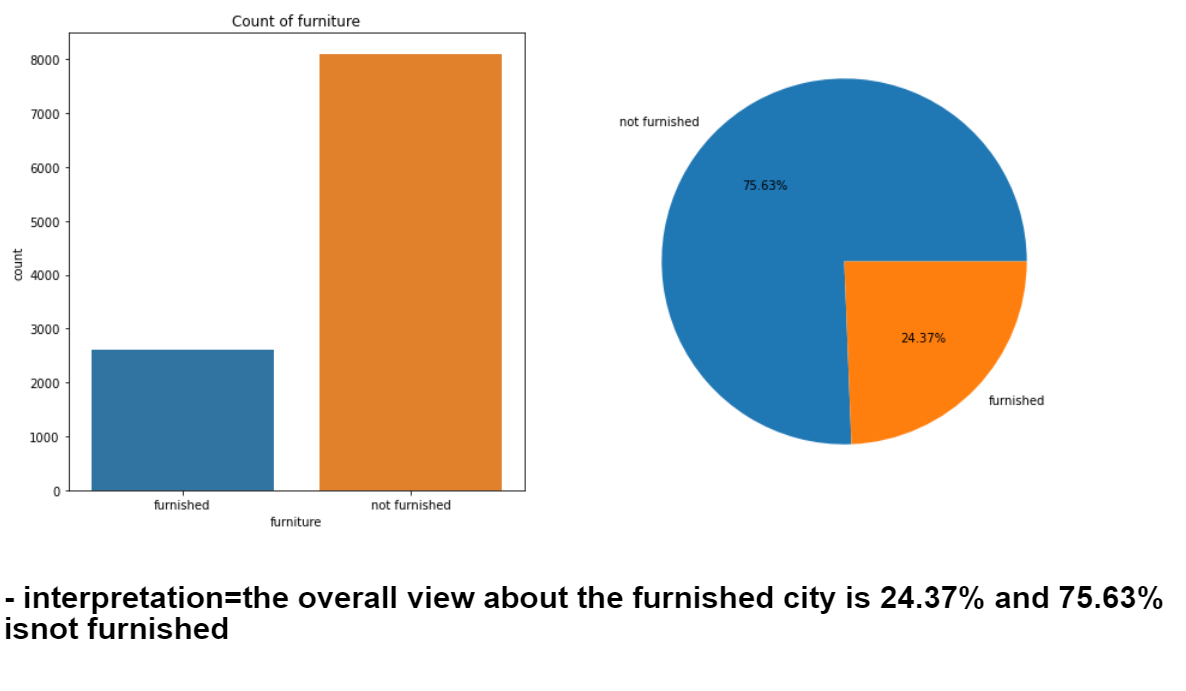 Count of furniture
8000
7000
6000
5000
4000
3000
2000
1000
0
count
furnished
not furnished
furniture
not furnished
75.63%
24.37%
furnished
- interpretation=the overall view about the furnished city is 24.37% and 75.63%
isnot furnished